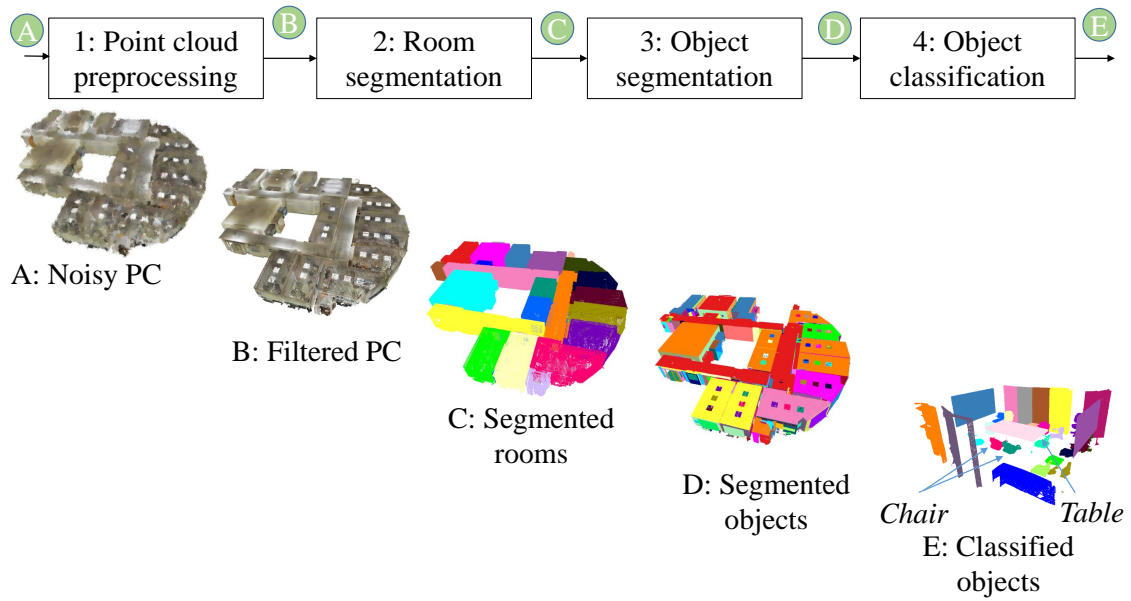 A
B
C
D
E
1: Point cloud
preprocessing
2: Room
segmentation
3: Object
segmentation
4: Object
classification
A: Noisy PC
B: Filtered PC
C: Segmented
rooms
D: Segmented
objects
Chair
Table
E: Classified
objects